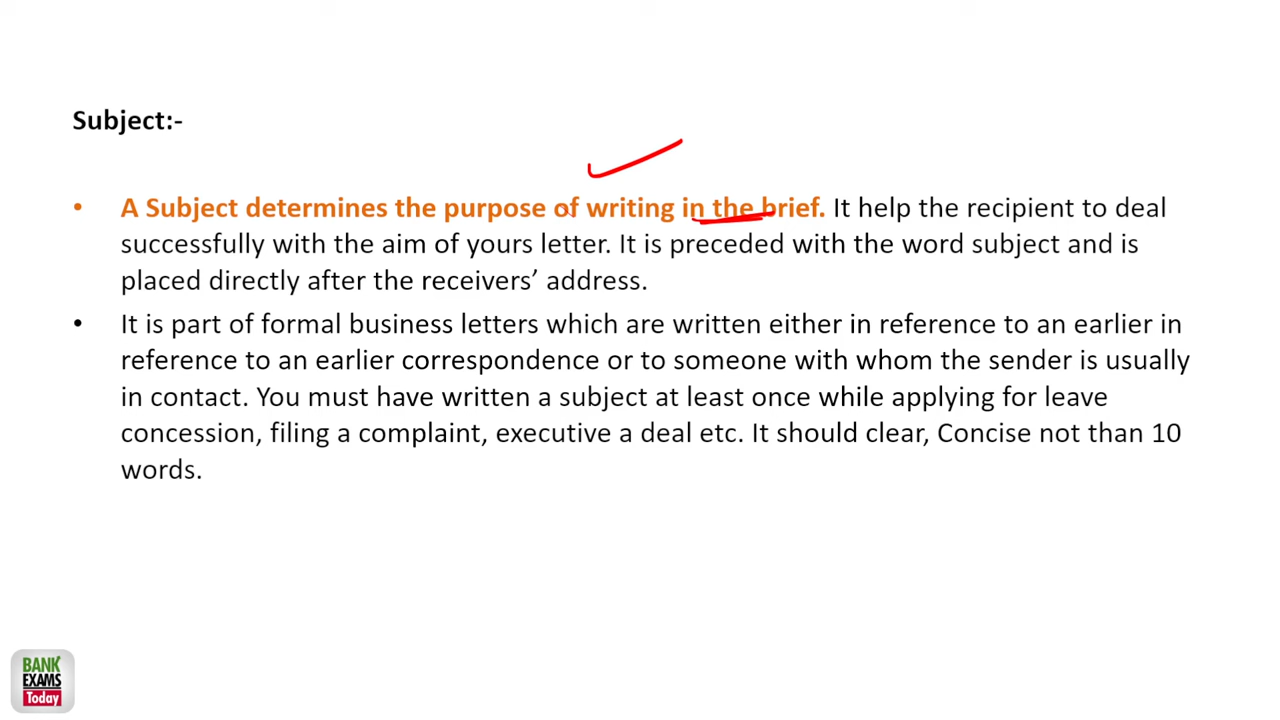 Subject:-
• A Subject determines the purpose of writing in the brief. It help the recipient to deal
successfully with the aim of yours letter. It is preceded with the word subject and is
placed directly after the receivers’ address.
• It is part of formal business letters which are written either in reference to an earlier in
reference to an earlier correspondence or to someone with whom the sender is usually
in contact. You must have written a subject at least once while applying for leave
concession, filing a complaint, executive a deal etc. It should clear, Concise not than 10
words.
BANK
EXAMS
Today